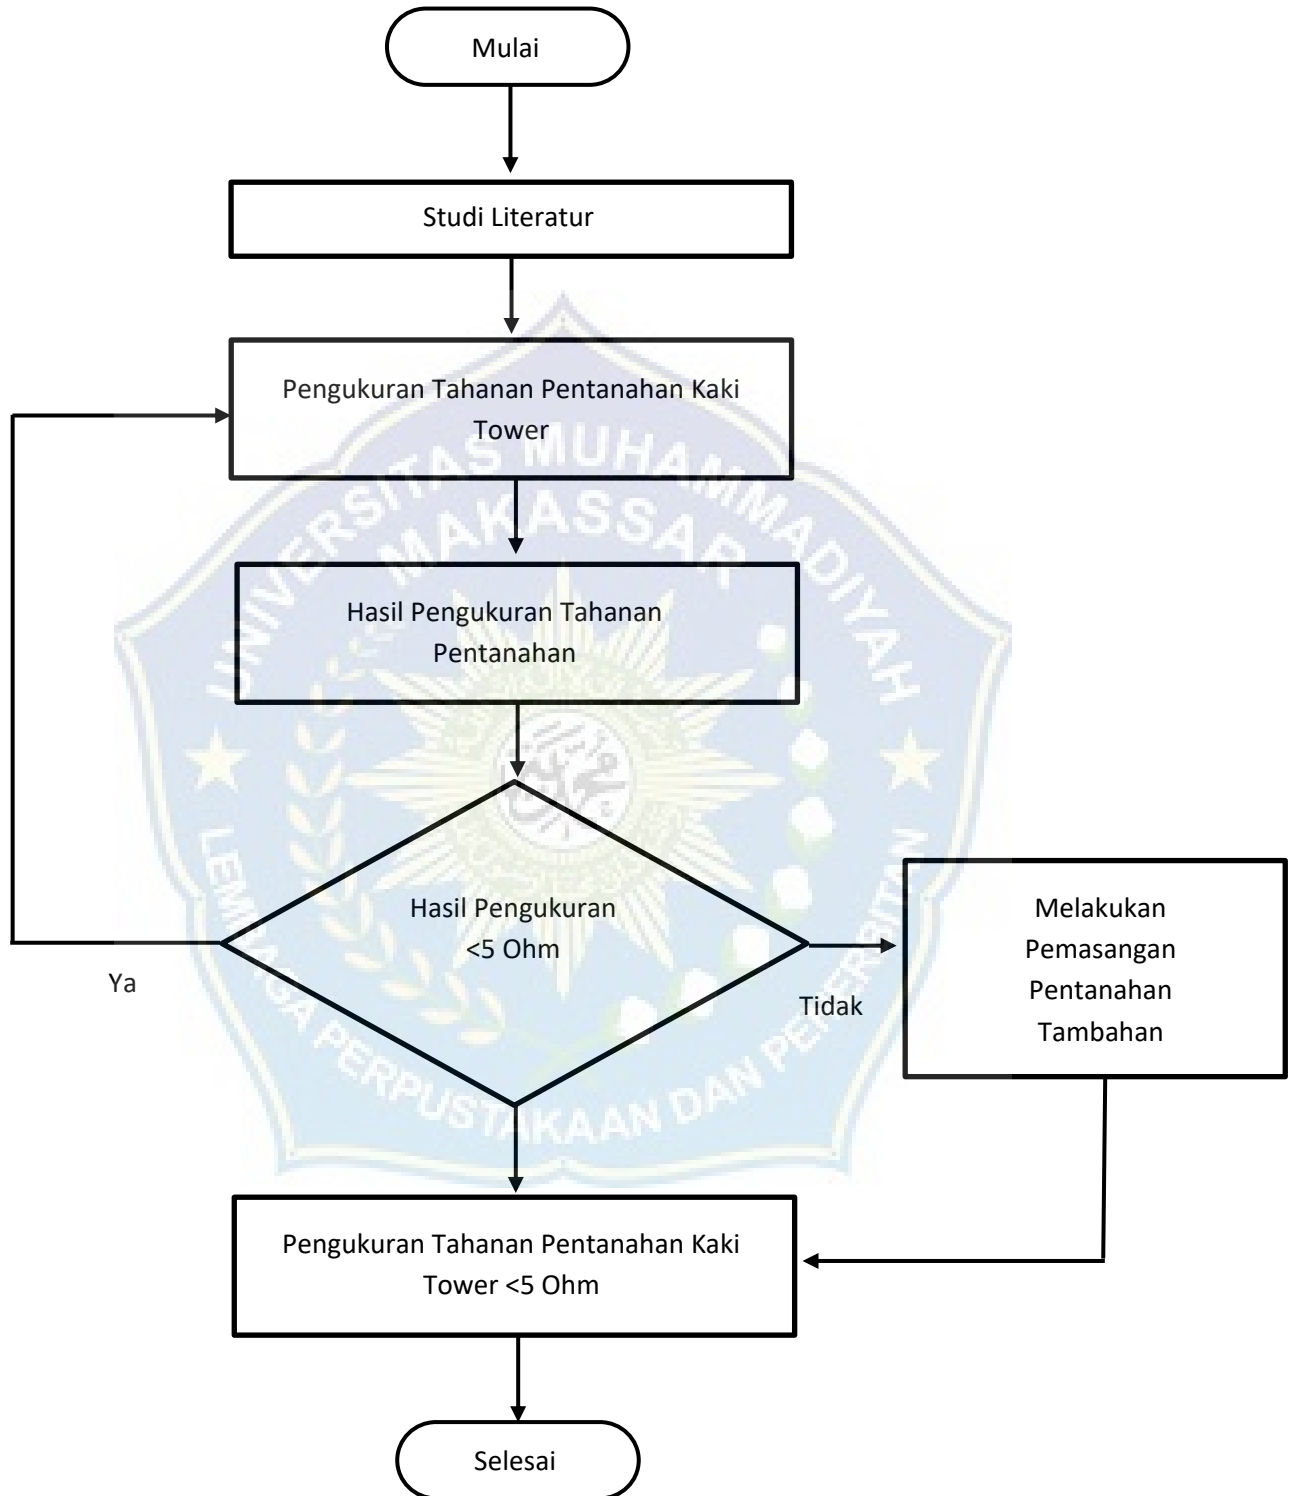 Mulai
Studi Literatur
Pengukuran Tahanan Pentanahan Kaki
Tower
UNIVERSITAS MUHAMMADIYAH
MAKASSAR
Hasil Pengukuran Tahanan
Pentanahan
Hasil Pengukuran
<5 Ohm
Ya
Tidak
Melakukan
Pemasangan
Pentanahan
Tambahan
LEMBAGA PERPUSTAKAAN DAN PENERBITAN
Pengukuran Tahanan Pentanahan Kaki
Tower <5 Ohm
Selesai